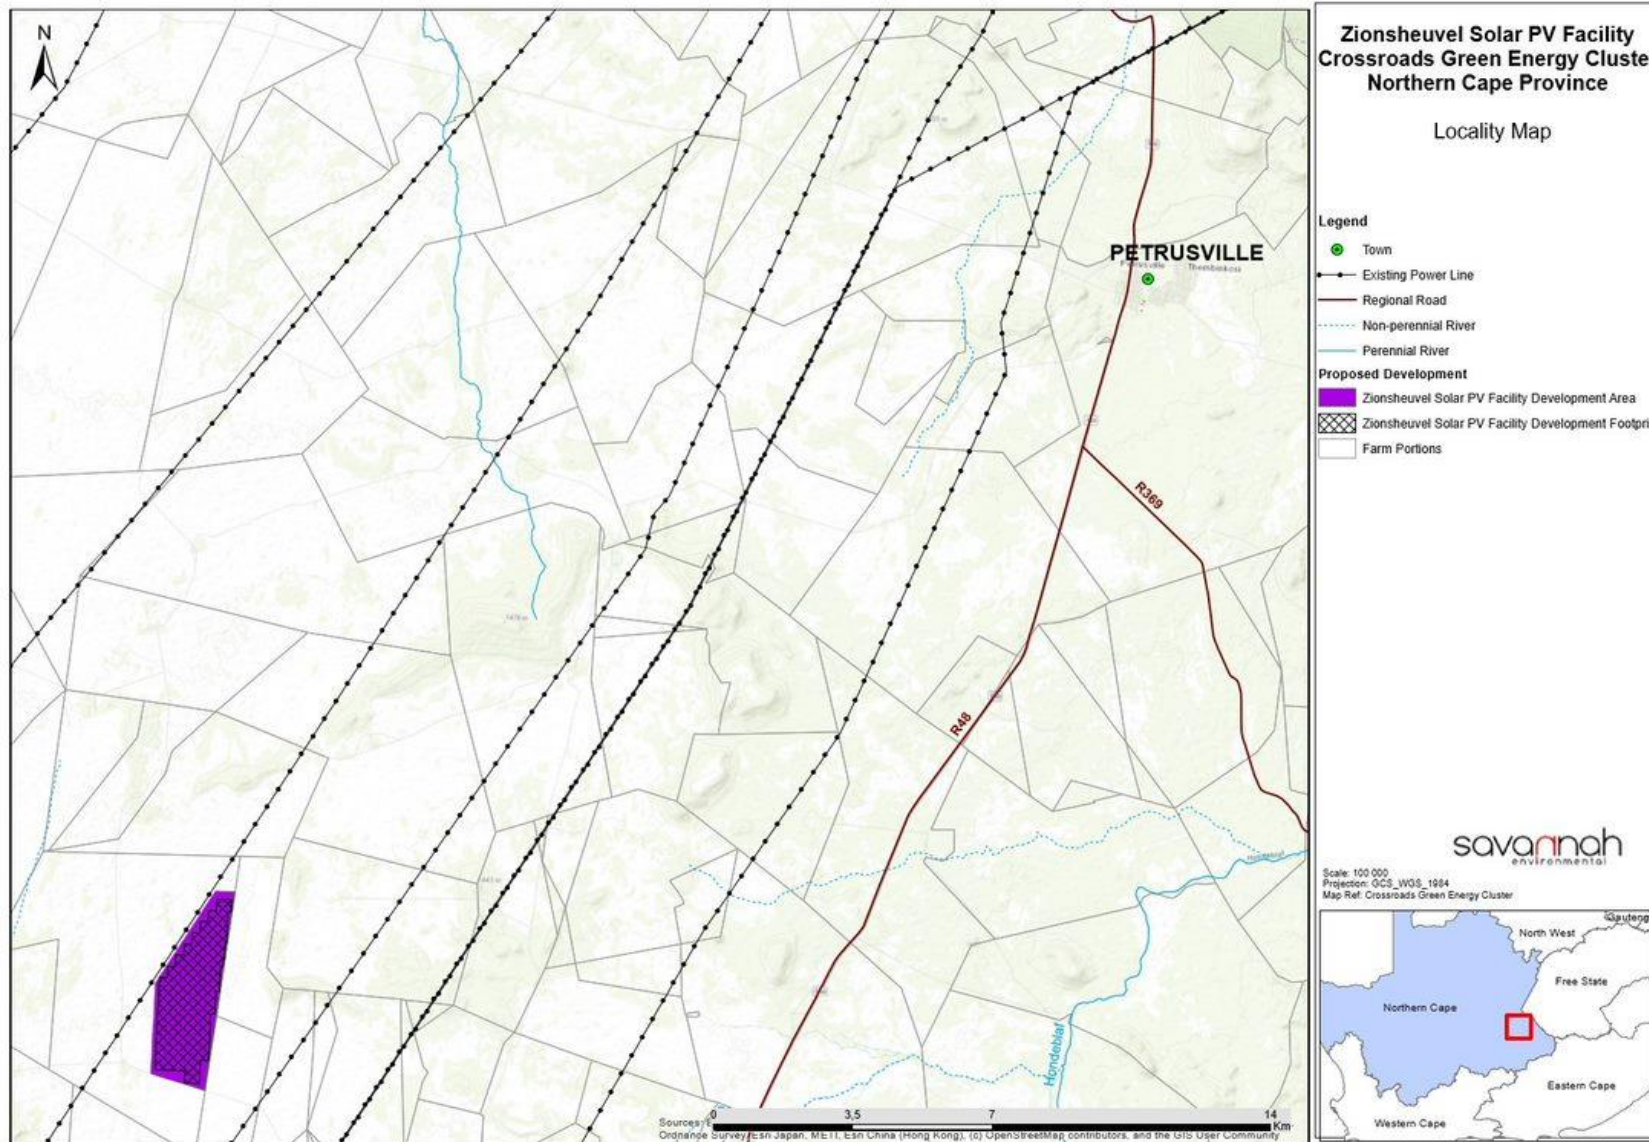 Zionsheuvel Solar PV Facility
Crossroads Green Energy Cluste
Northern Cape Province
Locality Map
Legend
Town
Existing Power Line
Regional Road
Non-perennial River
Perennial River
Proposed Development
Zionsheuvel Solar PV Facility Development Area
Zionsheuvel Solar PV Facility Development Footpri
Farm Portions
N
PETRUSVILLE
Petrusville
Thembinkosi
R369
R48
Hondeblaf
Hondeblaf
savannah
environmental
Scale: 100 000
Projection: GCS_WGS_1984
Map Ref: Crossroads Green Energy Cluster
Gauteng
North West
Free State
Northern Cape
Eastern Cape
Western Cape
0 3,5 7 14
Km
Sources: E
Ordnance Survey, Esri Japan, METI, Esri China (Hong Kong), (c) OpenStreetMap contributors, and the GIS User Community